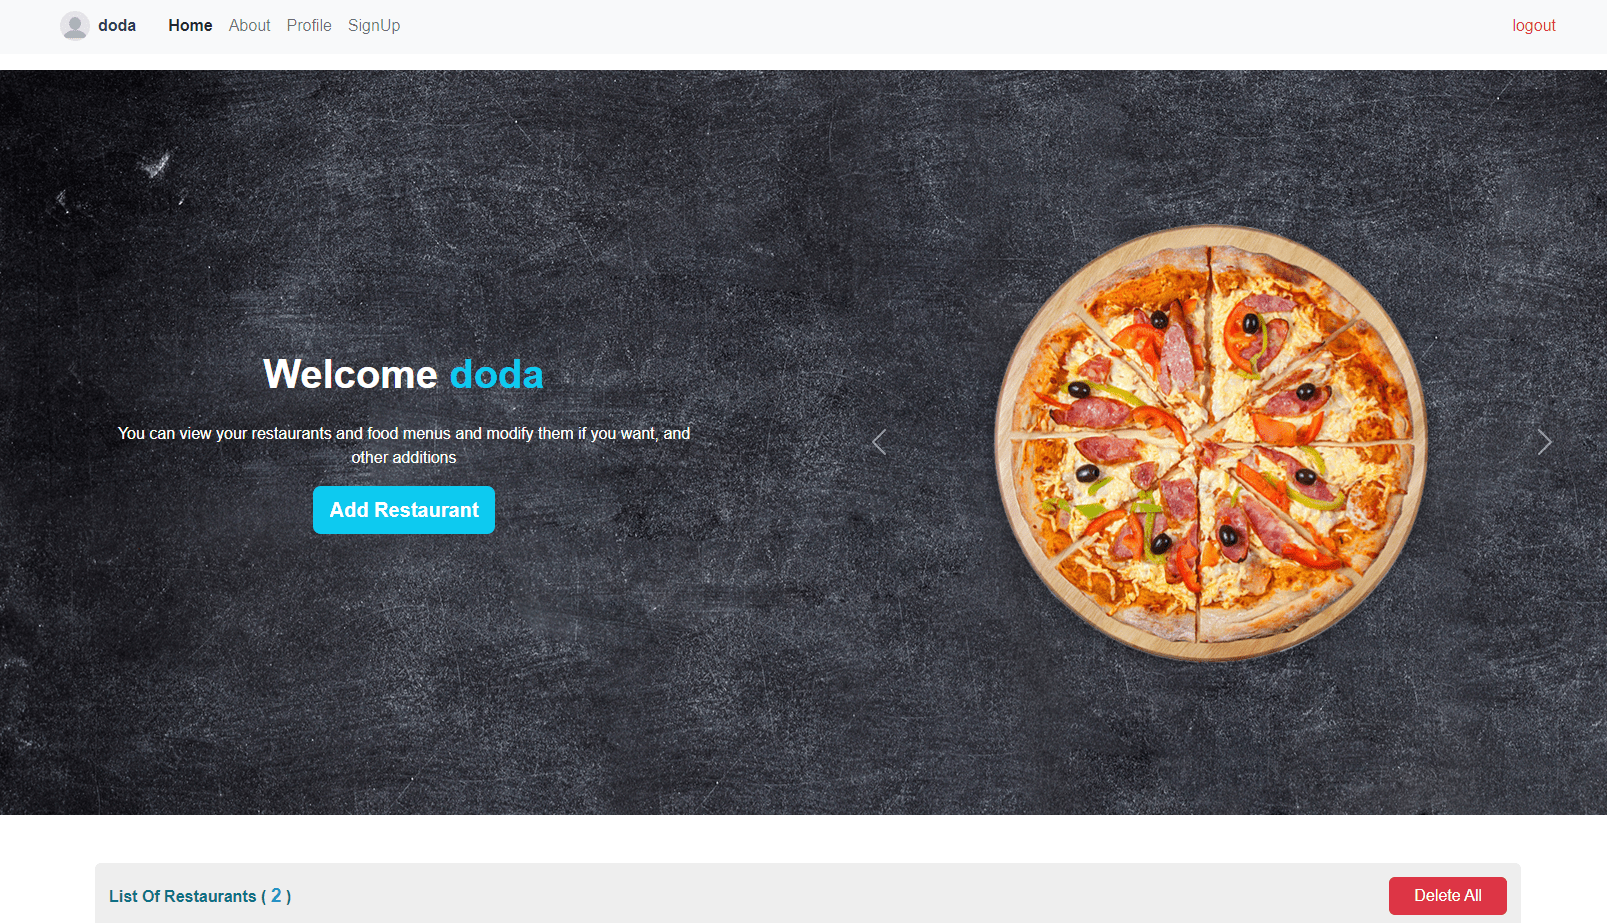 doda
Home About Profile SignUp
logout
Welcome doda
You can view your restaurants and food menus and modify them if you want, and
other additions
Add Restaurant
List Of Restaurants ( 2 )
Delete All